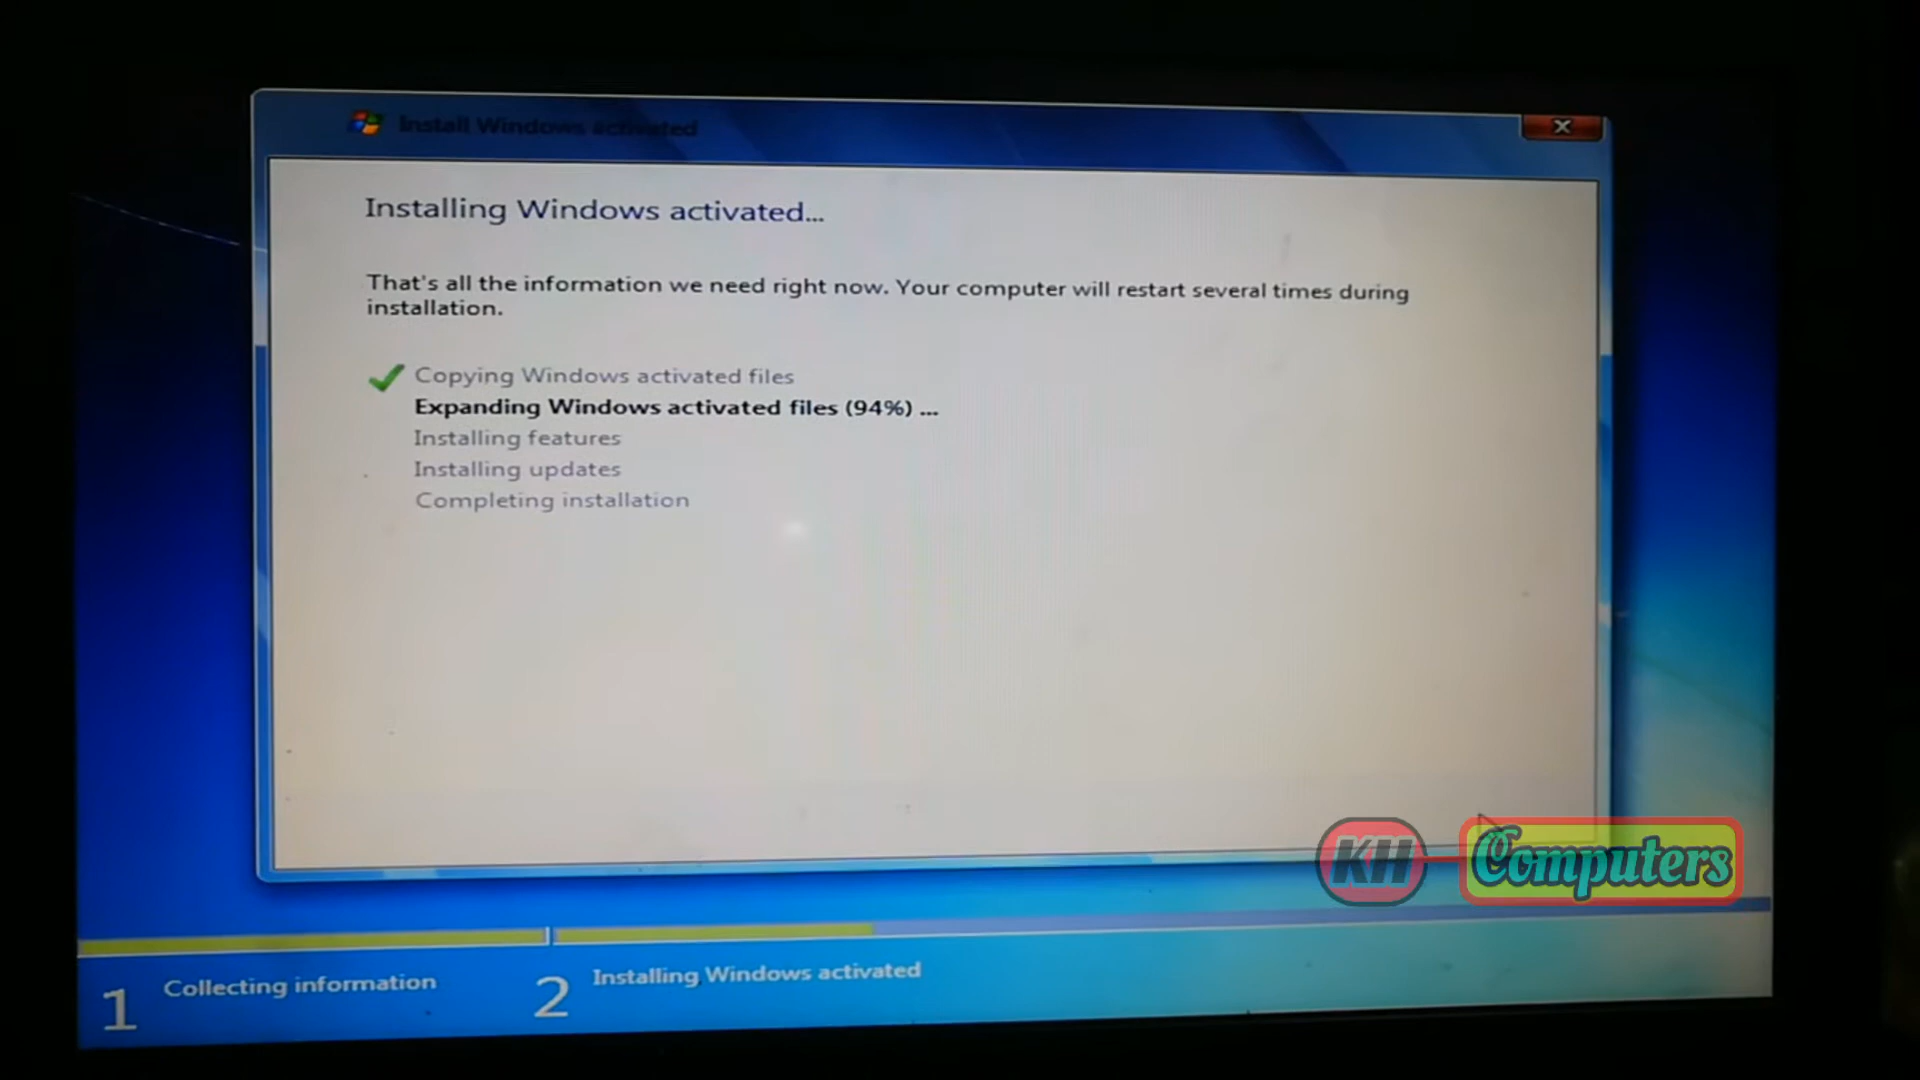 Install Windows activated
Installing Windows activated...
That's all the information we need right now. Your computer will restart several times during
installation.
Copying Windows activated files
Expanding Windows activated files (94%) ...
Installing features
Installing updates
Completing installation
KH Computers
1 Collecting information
2 Installing Windows activated